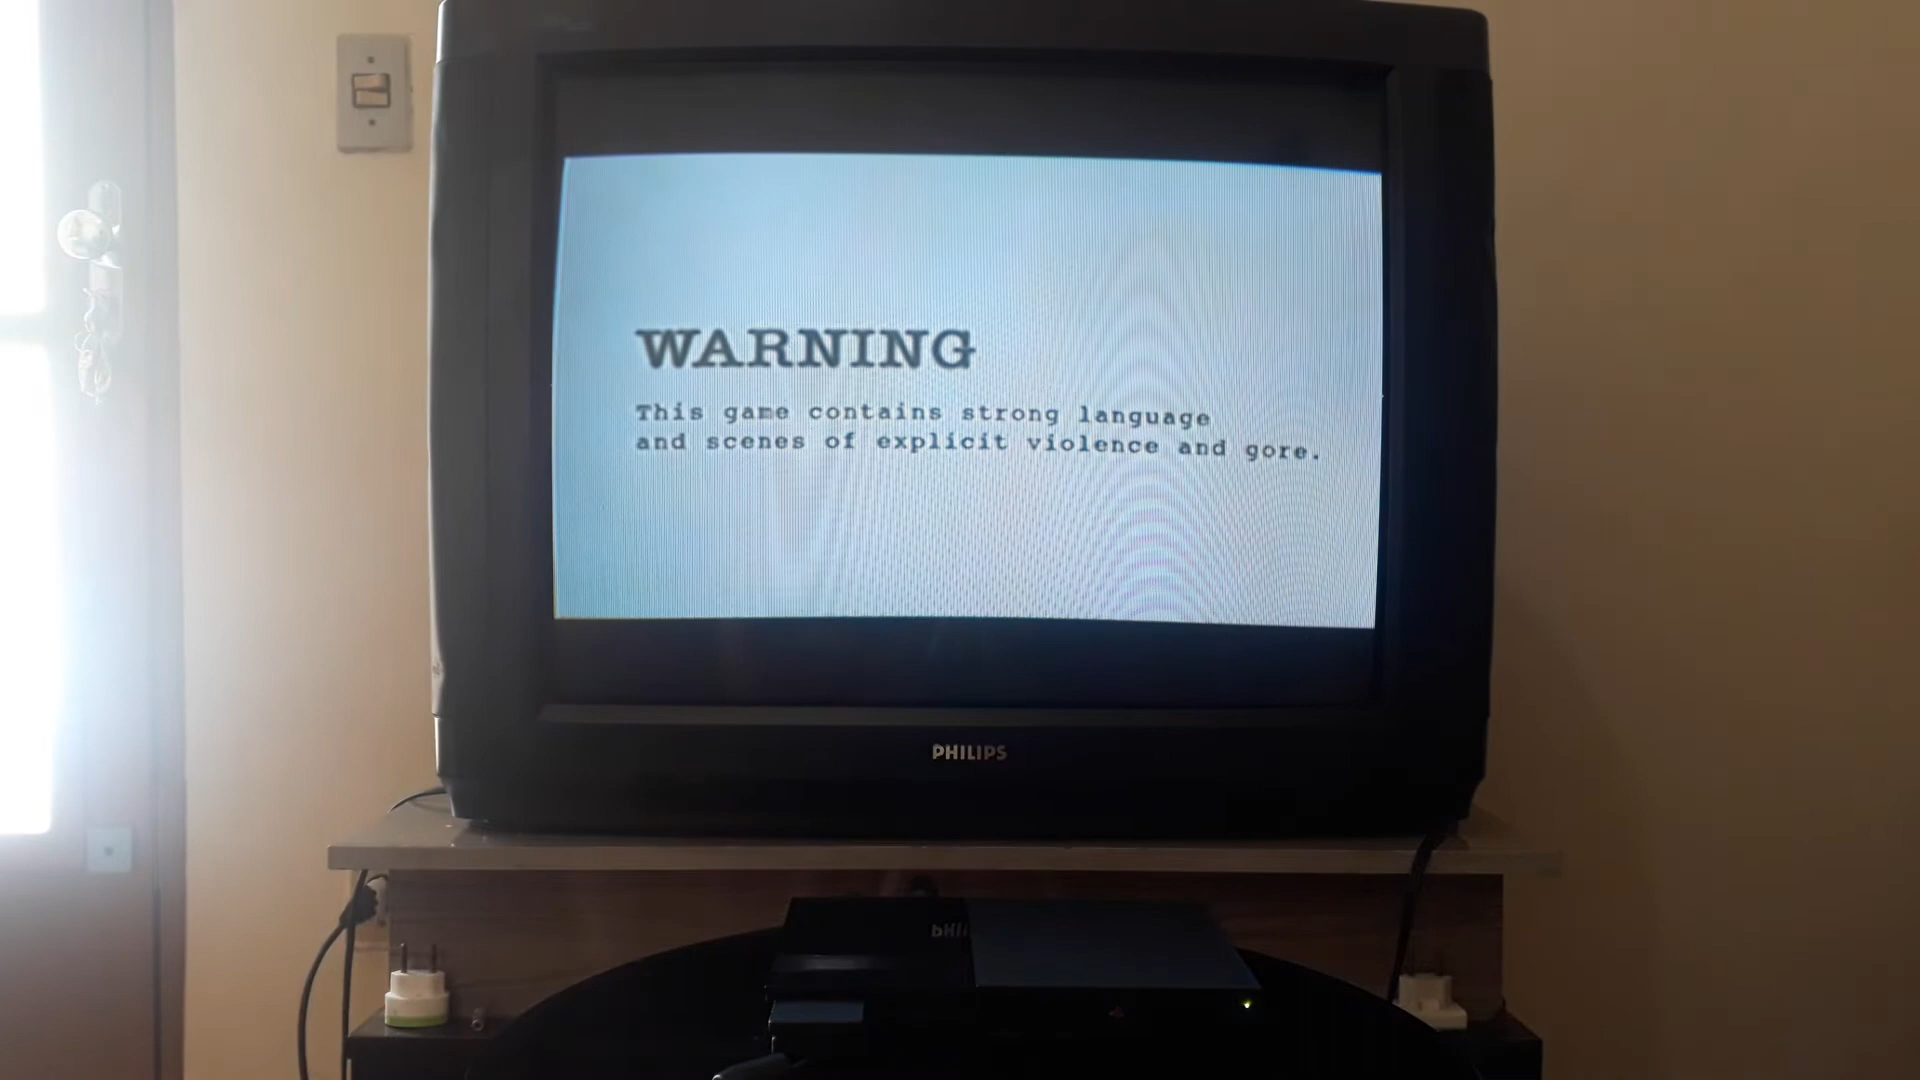 WARNING
This game contains strong language
and scenes of explicit violence and gore.
PHILIPS